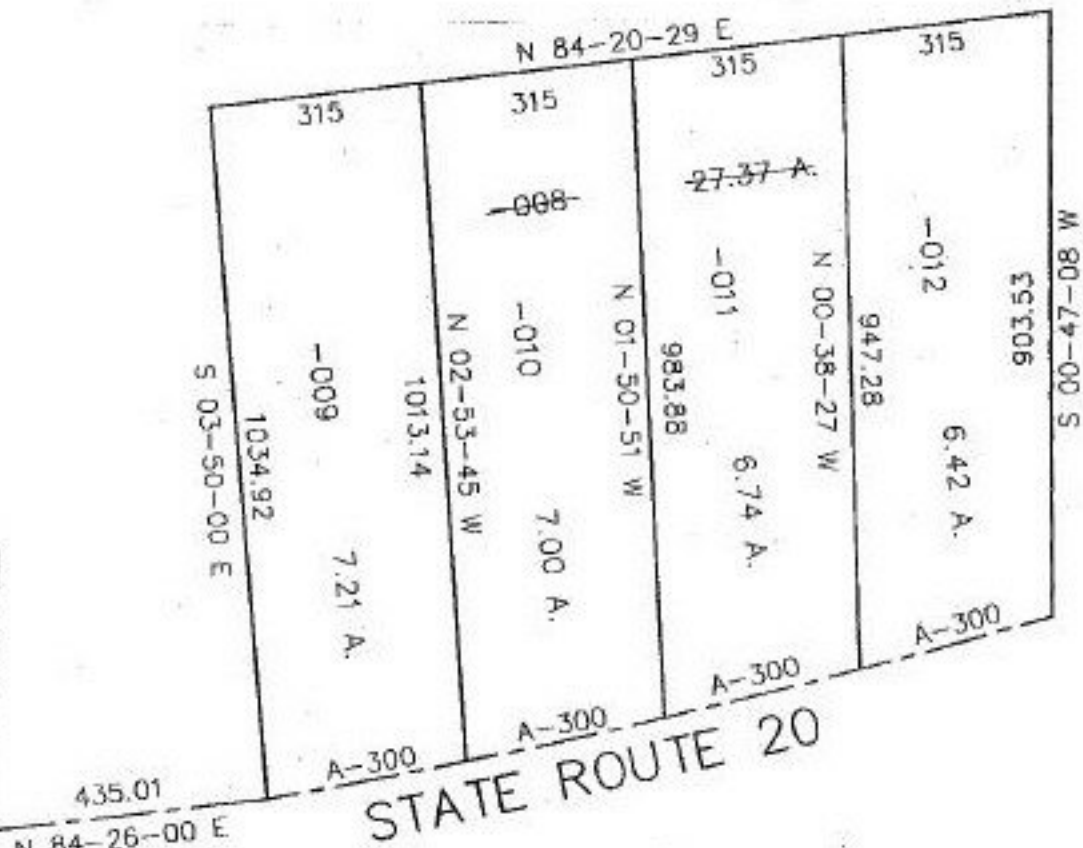 N 84-20-29 E
315
315
315
315
-008
27.37 A.
-009
-010
-011
-012
S 03-50-00 E
1034.92
1013.14
N 02-53-45 W
N 01-50-51 W
983.88
N 00-38-27 W
947.28
903.53
S 00-47-08 W
7.21 A.
7.00 A.
6.74 A.
6.42 A.
A-300
A-300
A-300
A-300
STATE ROUTE 20
435.01
N 84-26-00 E